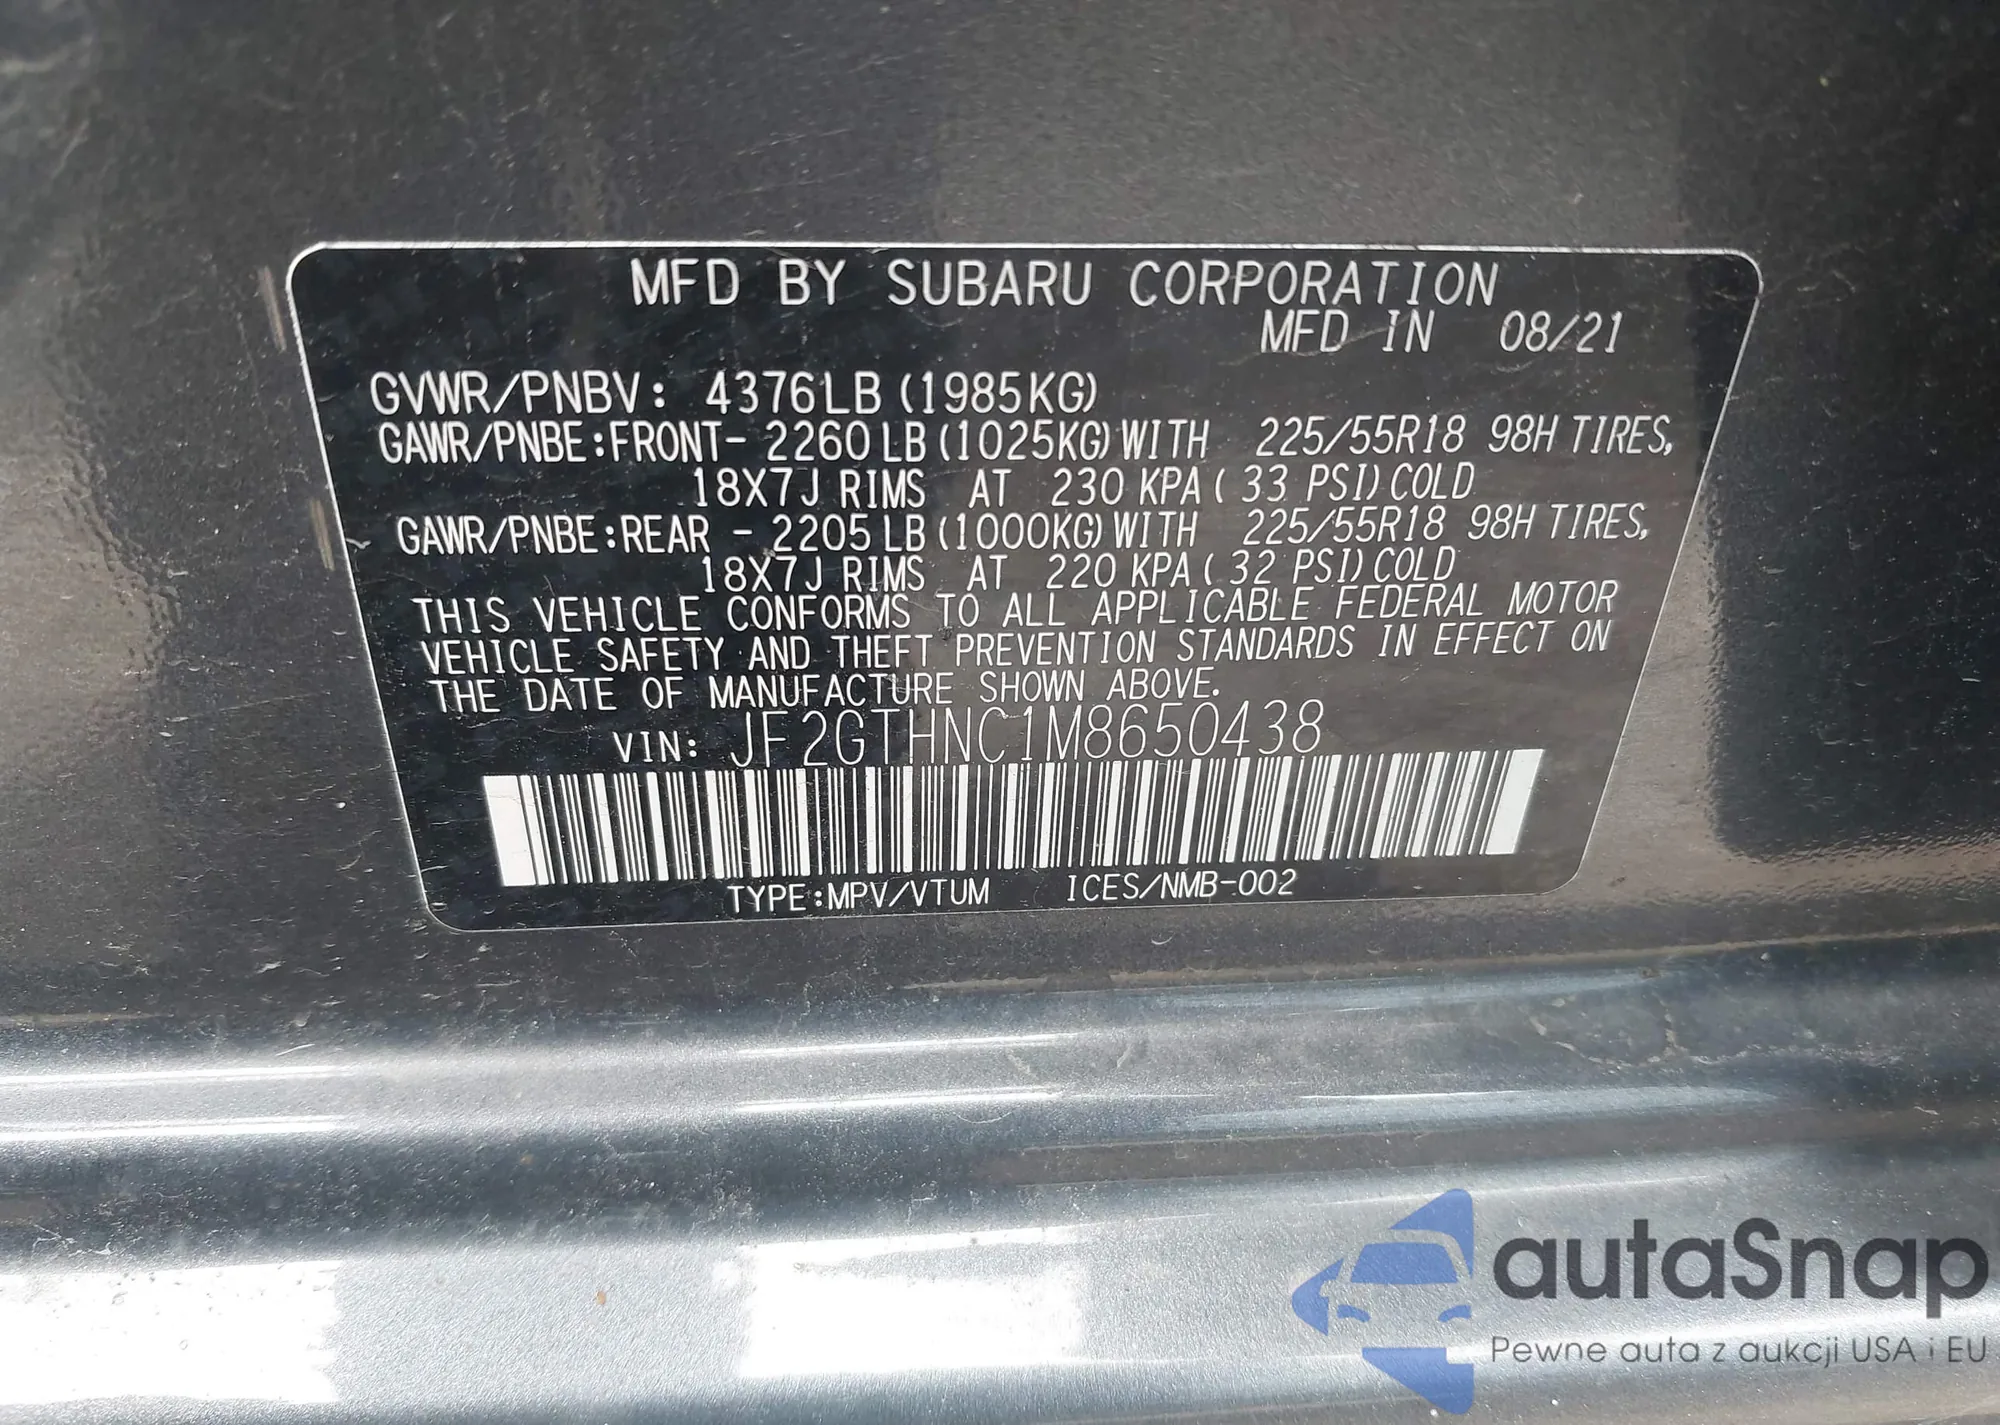 MFD BY SUBARU CORPORATION
MFD IN 08/21
GVWR/PNBV: 4376LB (1985KG)
GAWR/PNBE:FRONT- 2260 LB (1025KG) WITH 225/55R18 98H TIRES,
18X7J RIMS AT 230 KPA ( 33 PSI) COLD
GAWR/PNBE:REAR - 2205 LB (1000KG) WITH 225/55R18 98H TIRES,
18X7J RIMS AT 220 KPA ( 32 PSI) COLD
THIS VEHICLE CONFORMS TO ALL APPLICABLE FEDERAL MOTOR
VEHICLE SAFETY AND THEFT PREVENTION STANDARDS IN EFFECT ON
THE DATE OF MANUFACTURE SHOWN ABOVE.
VIN: JF2GTHNC1M8650438
TYPE:MPV/VTUM ICES/NMB-002
autaSnap
Pewne auta z aukcji USA i EU